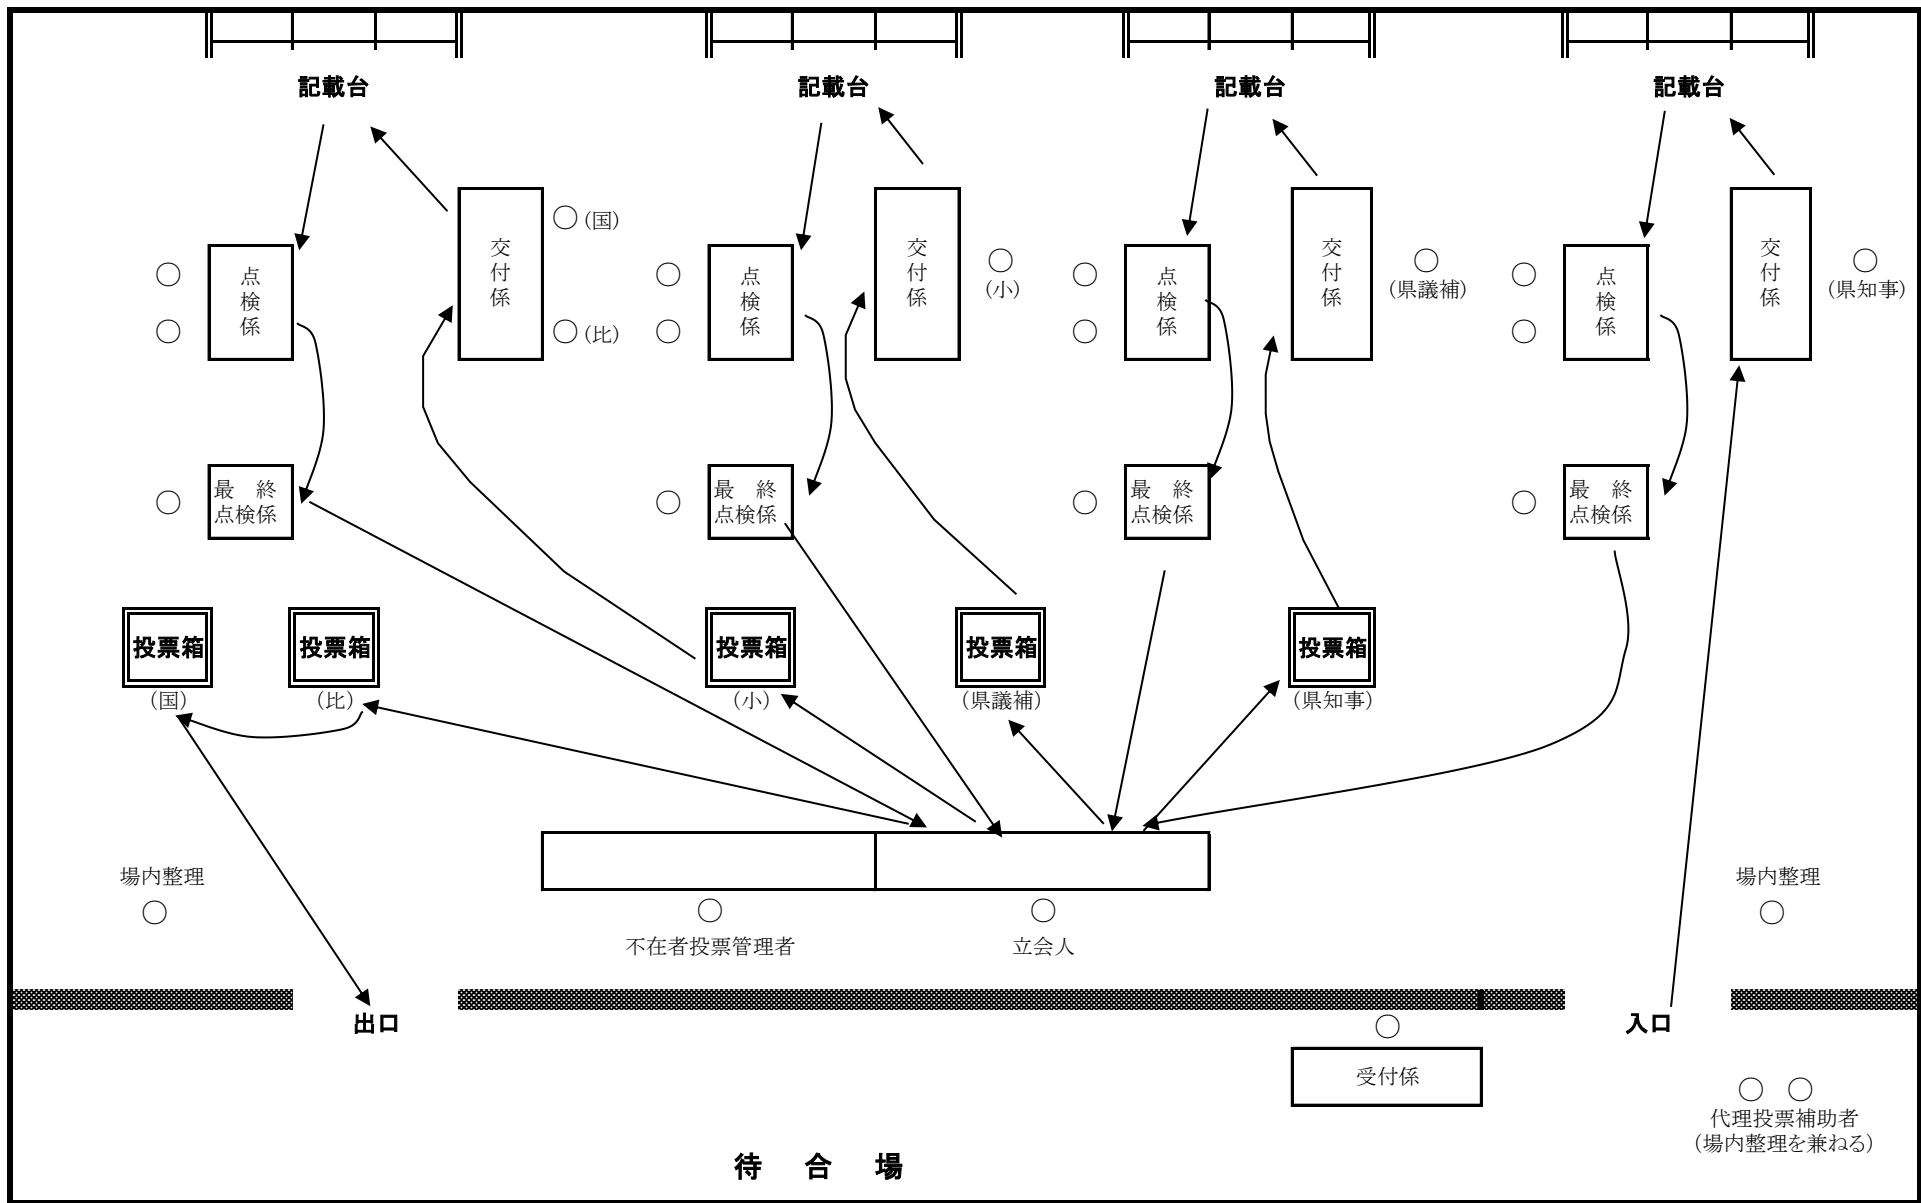 記載台
記載台
記載台
記載台
交付係
○(国)
○(比)
点検係
○
○
交付係
○
(小)
点検係
○
○
交付係
○
(県議補)
点検係
○
○
交付係
○
(県知事)
点検係
○
○
最 終
点検係
○
最 終
点検係
○
最 終
点検係
○
最 終
点検係
○
投票箱
(国)
投票箱
(比)
投票箱
(小)
投票箱
(県議補)
投票箱
(県知事)
場内整理
○
○
不在者投票管理者
○
立会人
場内整理
○
出口
入口
○
受付係
○ ○
代理投票補助者
(場内整理を兼ねる)
待 合 場